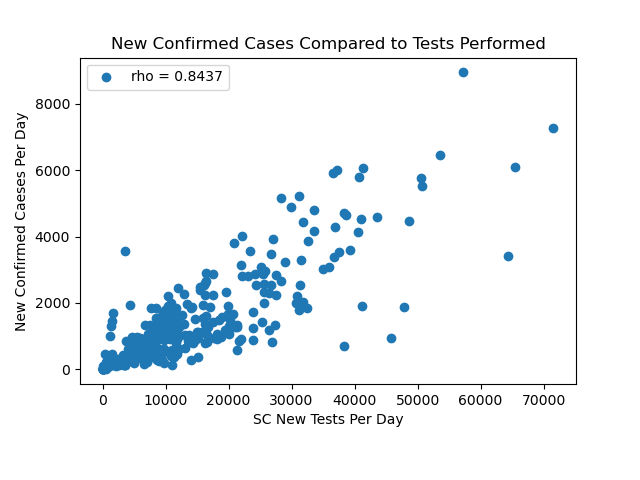 New Confirmed Cases Compared to Tests Performed
rho = 0.8437
New Confirmed Caeses Per Day
8000
6000
4000
2000
0
0 10000 20000 30000 40000 50000 60000 70000
SC New Tests Per Day